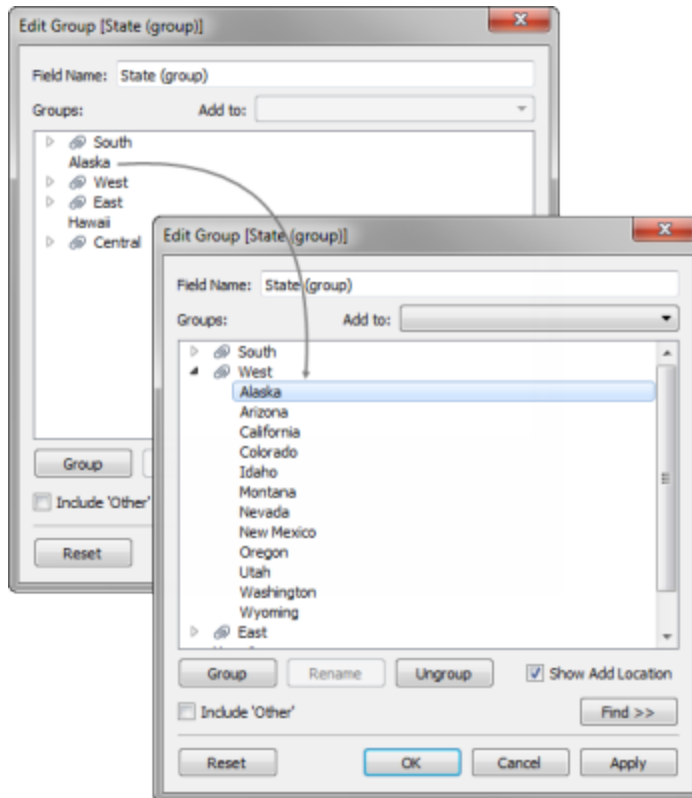 Edit Group [State (group)]
Field Name: State (group)
Groups: Add to:
South
Alaska
West
East
Hawaii
Central
Group
Include 'Other'
Reset
Edit Group [State (group)]
Field Name: State (group)
Groups: Add to:
South
West
Alaska
Arizona
California
Colorado
Idaho
Montana
Nevada
New Mexico
Oregon
Utah
Washington
Wyoming
East
Group Rename Ungroup Show Add Location
Include 'Other' Find >>
Reset OK Cancel Apply